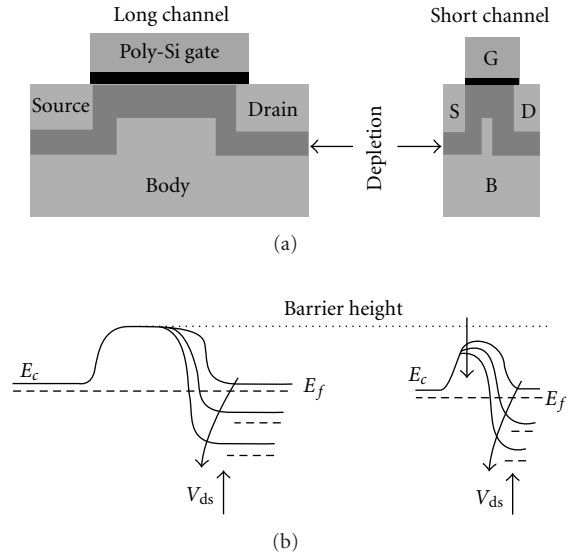 Long channel
Short channel
Poly-Si gate
G
Source
Drain
S
D
Depletion
Body
B
(a)
Barrier height
E_c
E_f
E_c
E_f
V_ds
V_ds
(b)